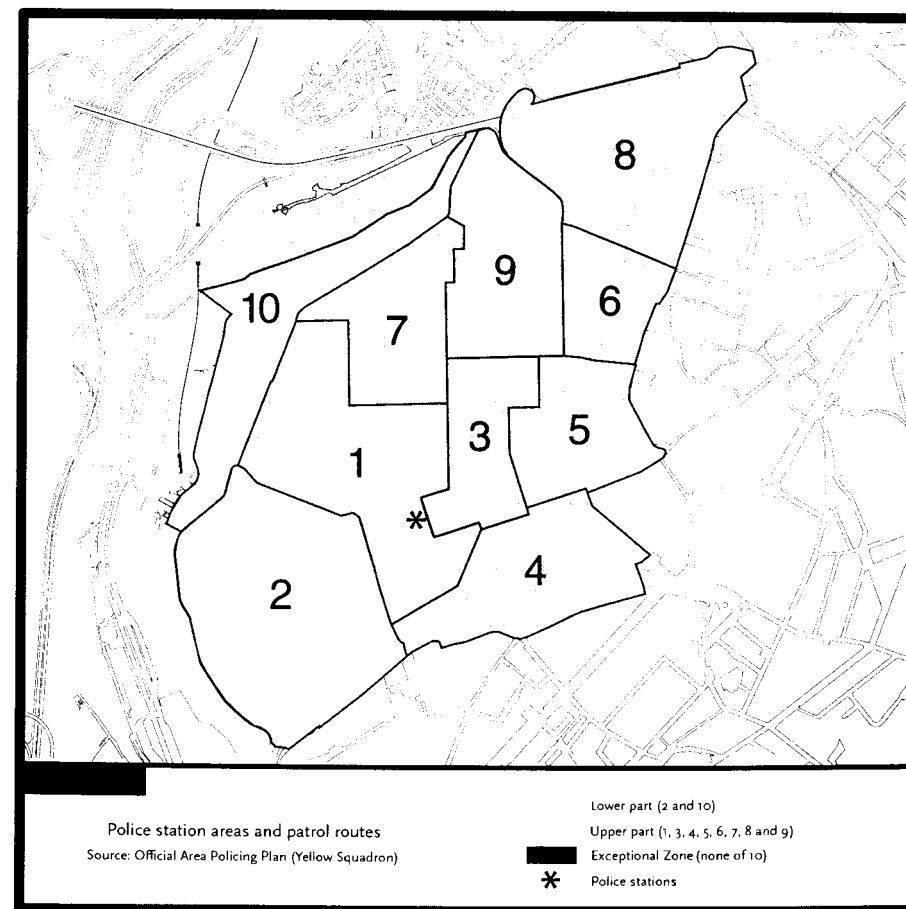 8
9
10
6
7
3
5
1
2
4
Police station areas and patrol routes
Source: Official Area Policing Plan (Yellow Squadron)
Lower part (2 and 10)
Upper part (1, 3, 4, 5, 6, 7, 8 and 9)
Exceptional Zone (none of 10)
Police stations